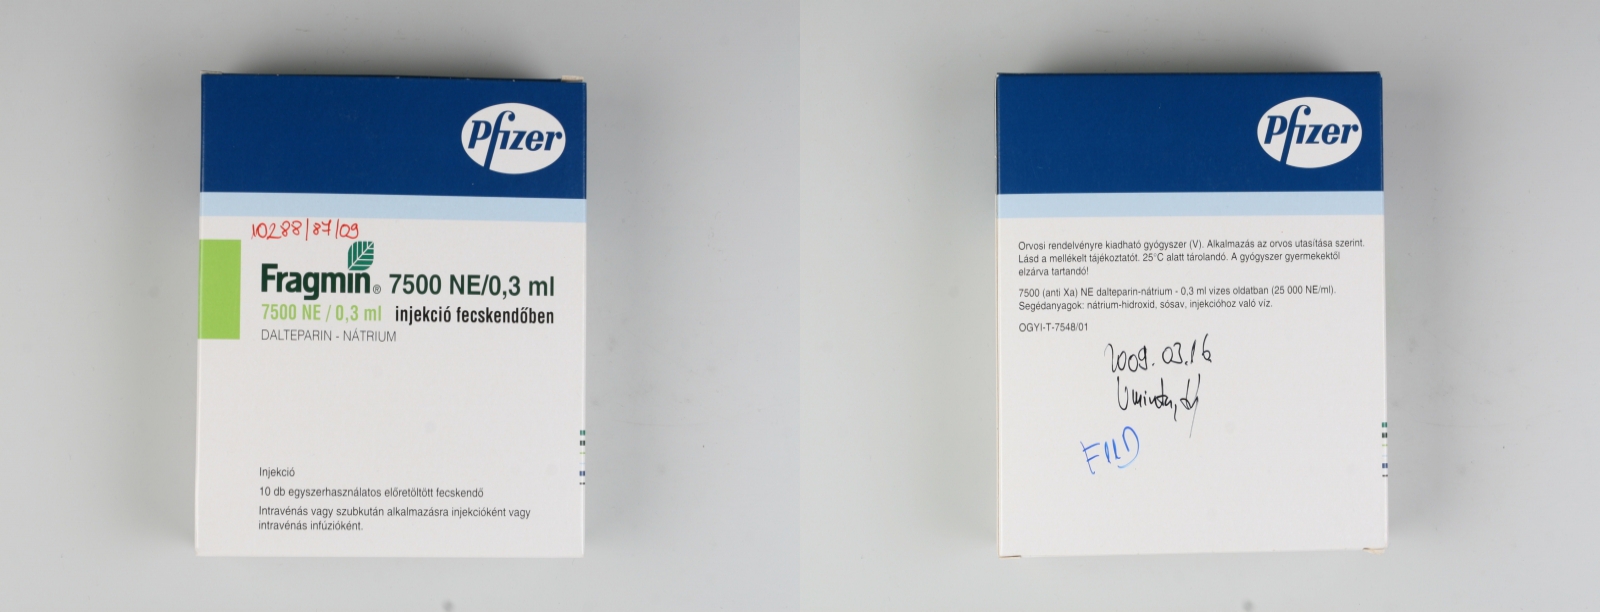 Pfizer
10288/87/09
Fragmin® 7500 NE/0,3 ml
7500 NE / 0,3 ml injekció fecskendőben
DALTEPARIN - NÁTRIUM
Injekció
10 db egyszerhasználatos előretöltött fecskendő
Intravénás vagy szubkután alkalmazásra injekcióként vagy
intravénás infúzióként.
Pfizer
Orvosi rendelvényre kiadható gyógyszer (V). Alkalmazás az orvos utasítása szerint.
Lásd a mellékelt tájékoztatót. 25°C alatt tárolandó. A gyógyszer gyermekektől
elzárva tartandó!
7500 (anti Xa) NE dalteparin-nátrium - 0,3 ml vizes oldatban (25 000 NE/ml).
Segédanyagok: nátrium-hidroxid, sósav, injekcióhoz való víz.
OGYI-T-7548/01
2009.03.16